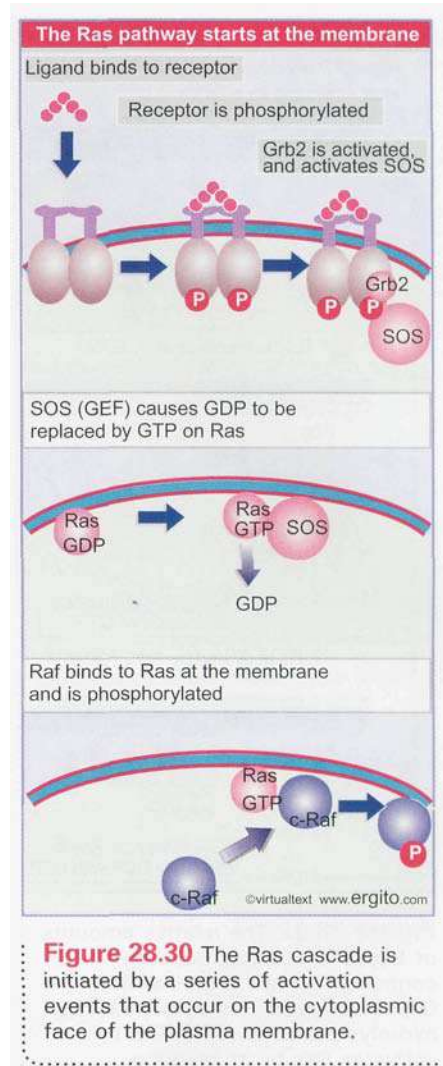 The Ras pathway starts at the membrane
Ligand binds to receptor
Receptor is phosphorylated
Grb2 is activated,
and activates SOS
P
P
P
P
Grb2
SOS
SOS (GEF) causes GDP to be
replaced by GTP on Ras
Ras
GDP
Ras
GTP
SOS
GDP
Raf binds to Ras at the membrane
and is phosphorylated
Ras
GTP
c-Raf
P
c-Raf
©virtualtext www.ergito.com
Figure 28.30 The Ras cascade is
initiated by a series of activation
events that occur on the cytoplasmic
face of the plasma membrane.